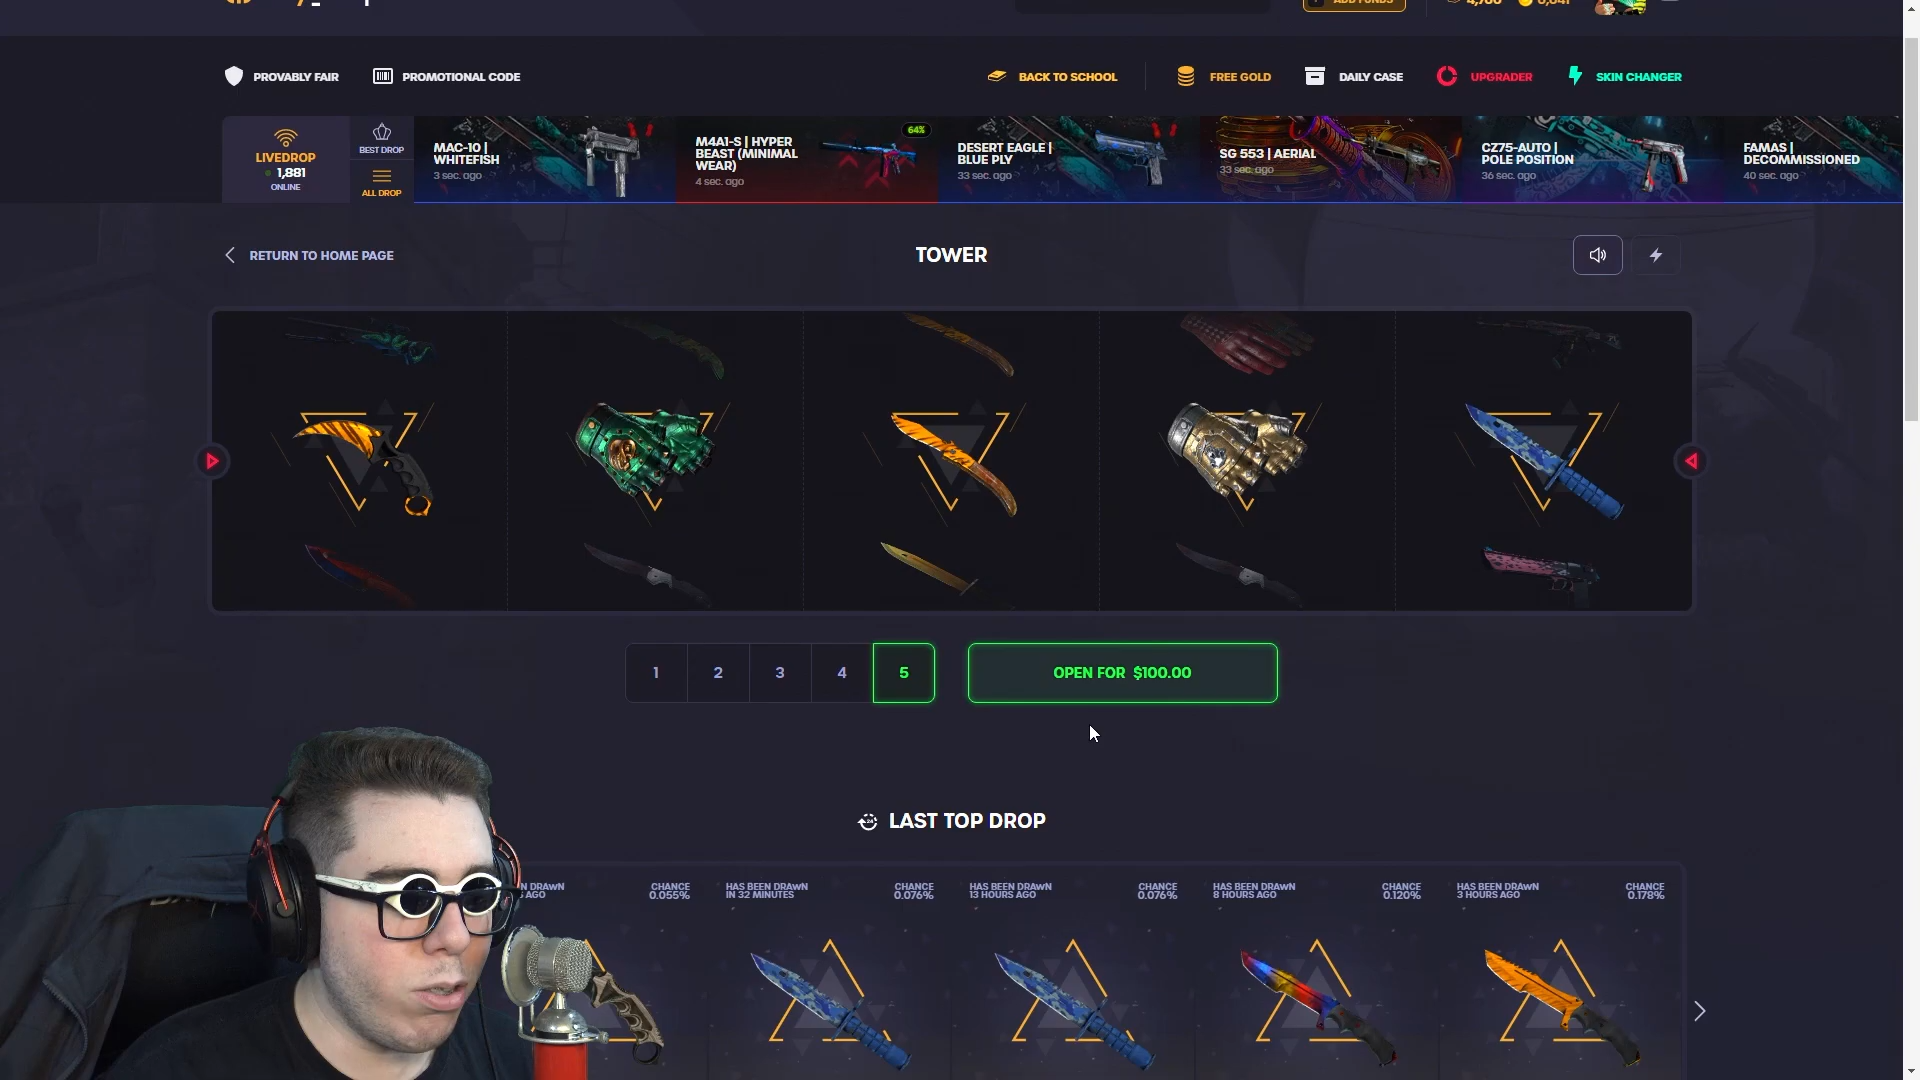 PROVABLY FAIR
PROMOTIONAL CODE
BACK TO SCHOOL
FREE GOLD
DAILY CASE
UPGRADER
SKIN CHANGER
LIVEDROP
1,881
ONLINE
BEST DROP
ALL DROP
MAC-10 |
WHITEFISH
3 sec. ago
M4A1-S | HYPER
BEAST (MINIMAL
WEAR)
4 sec. ago
64%
DESERT EAGLE |
BLUE PLY
33 sec. ago
SG 553 | AERIAL
33 sec. ago
CZ75-AUTO |
POLE POSITION
36 sec. ago
FAMAS |
DECOMMISSIONED
40 sec. ago
RETURN TO HOME PAGE
TOWER
1 2 3 4 5
OPEN FOR $100.00
LAST TOP DROP
DRAWN
AGO
CHANCE
0.055%
HAS BEEN DRAWN
IN 32 MINUTES
CHANCE
0.076%
HAS BEEN DRAWN
13 HOURS AGO
CHANCE
0.076%
HAS BEEN DRAWN
8 HOURS AGO
CHANCE
0.120%
HAS BEEN DRAWN
3 HOURS AGO
CHANCE
0.178%